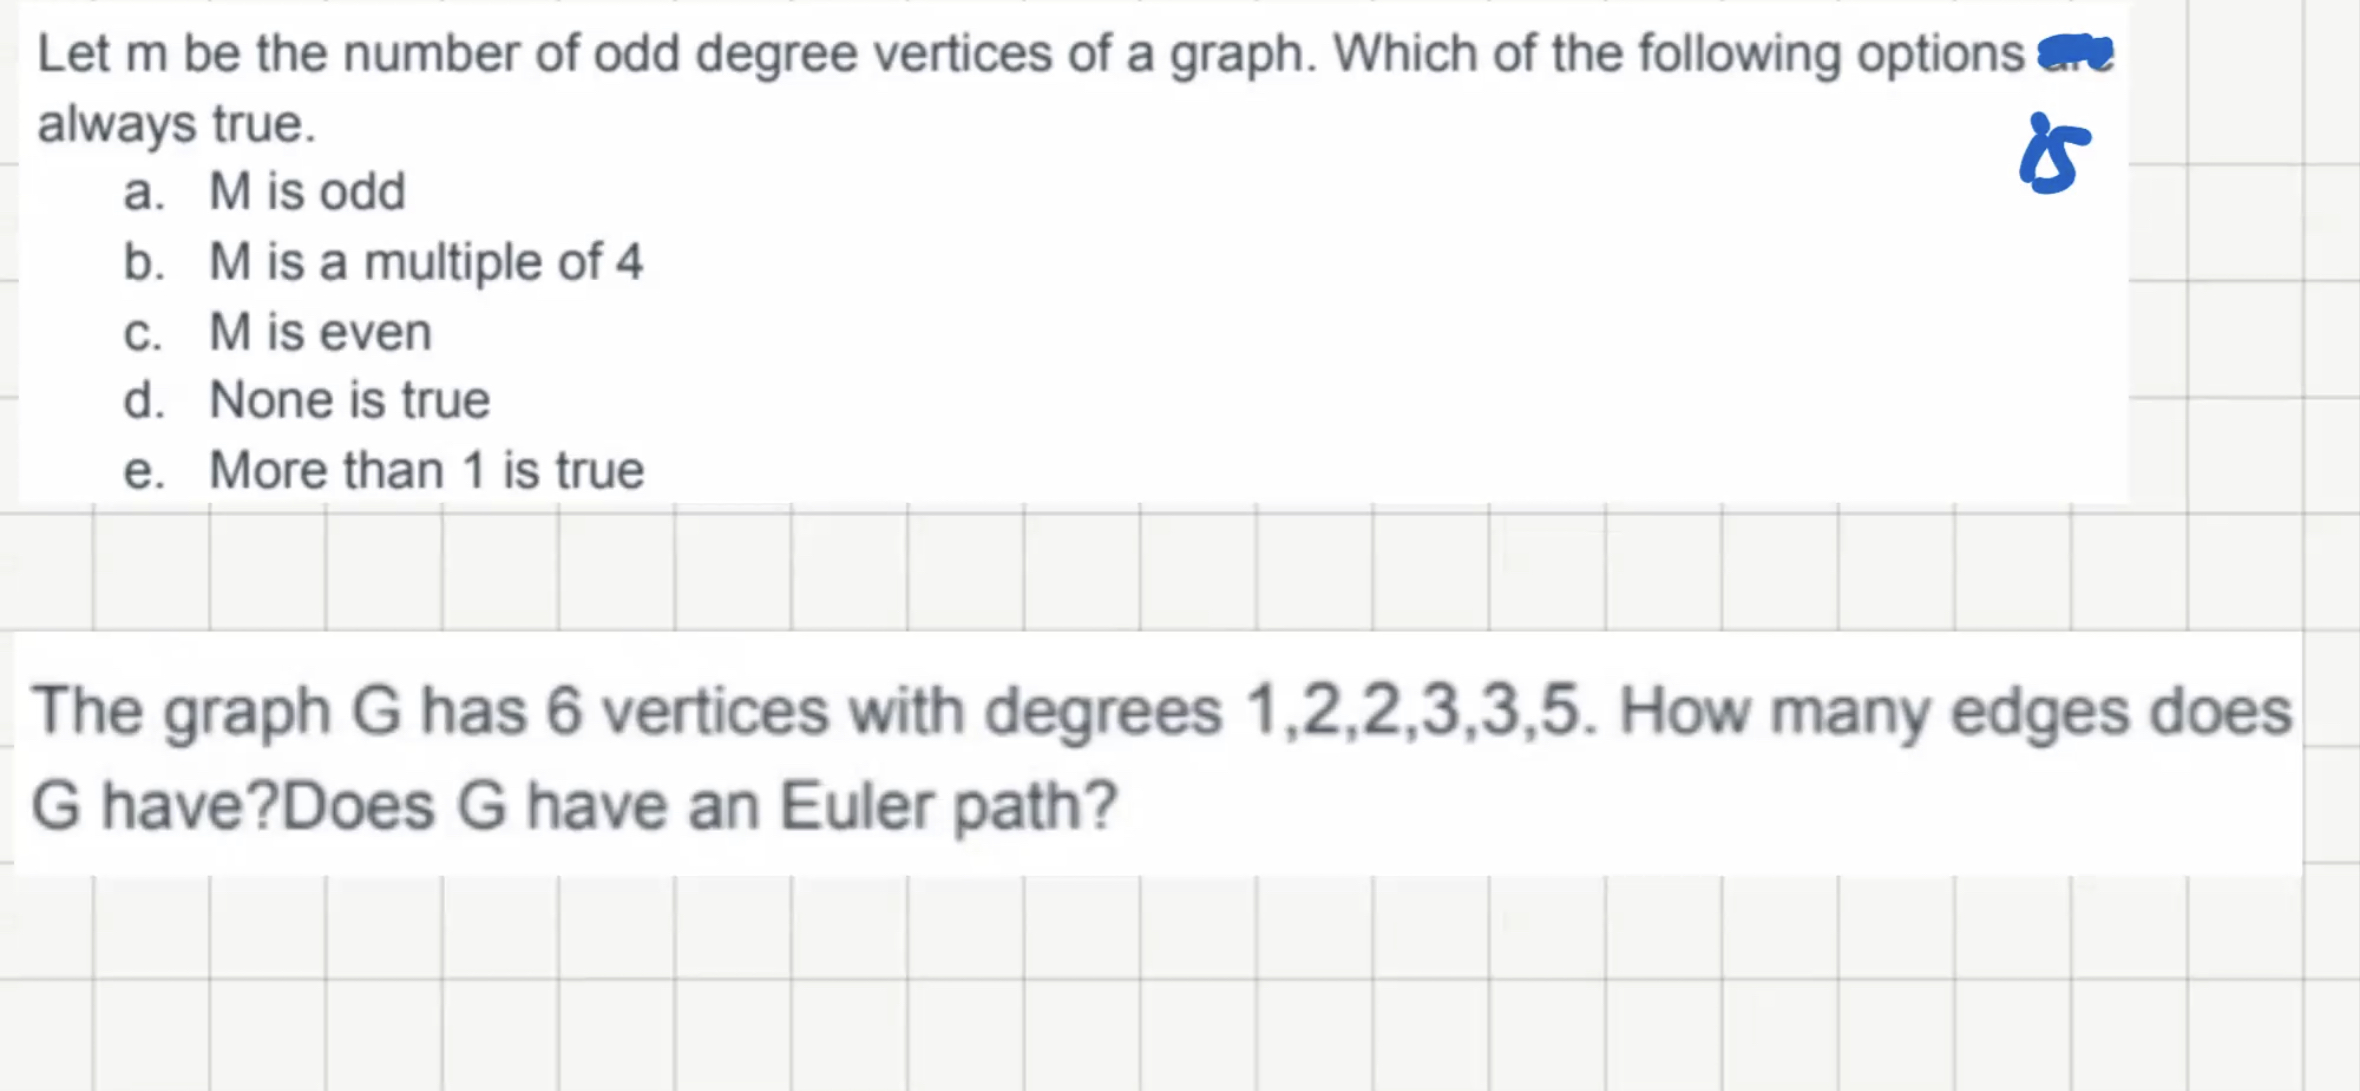 Let m be the number of odd degree vertices of a graph. Which of the following options are
is
always true.
a. M is odd
b. M is a multiple of 4
c. M is even
d. None is true
e. More than 1 is true
The graph G has 6 vertices with degrees 1,2,2,3,3,5. How many edges does
G have?Does G have an Euler path?